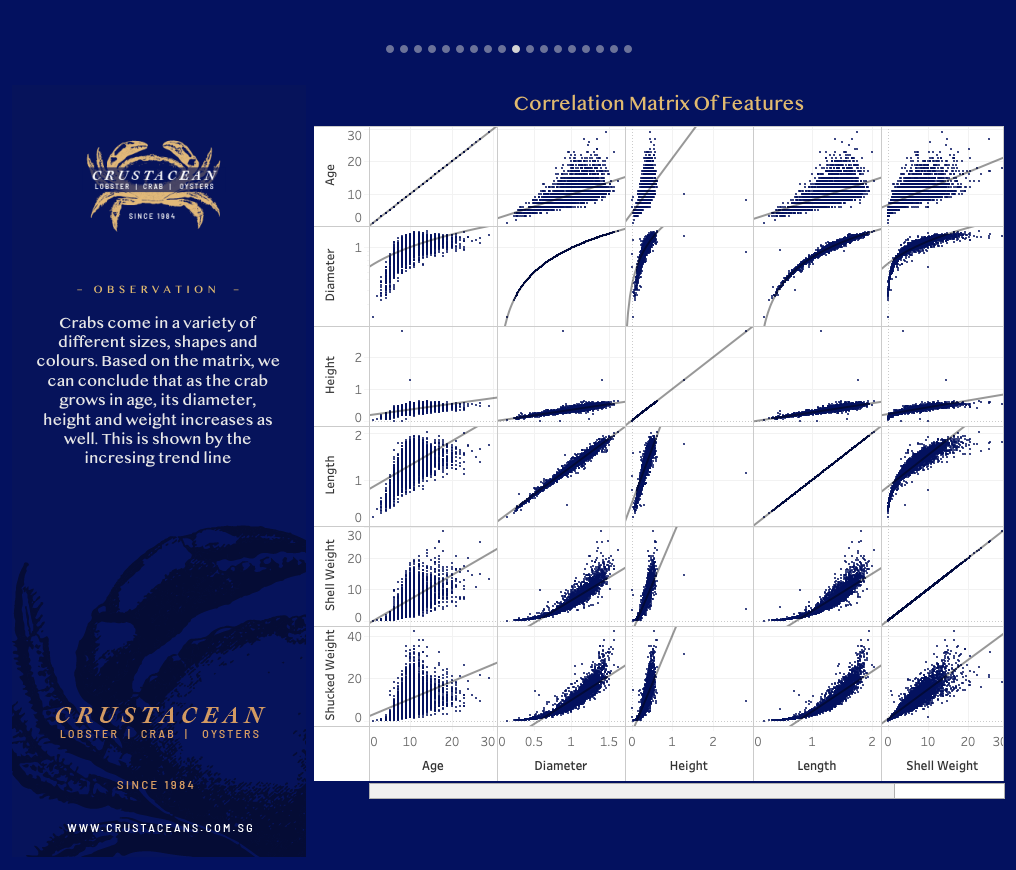 Correlation Matrix Of Features
CRUSTACEAN
LOBSTER | CRAB | OYSTERS
SINCE 1984
– OBSERVATION –
Crabs come in a variety of
different sizes, shapes and
colours. Based on the matrix, we
can conclude that as the crab
grows in age, its diameter,
height and weight increases as
well. This is shown by the
incresing trend line
CRUSTACEAN
LOBSTER | CRAB | OYSTERS
SINCE 1984
WWW.CRUSTACEANS.COM.SG
Age
30
20
10
0
Diameter
1
Height
2
1
0
Length
2
1
0
Shell Weight
30
20
10
0
Shucked Weight
40
20
0
0 10 20 30 0 0.5 1 1.5 0 1 2 0 1 2 0 10 20 30
Age Diameter Height Length Shell Weight